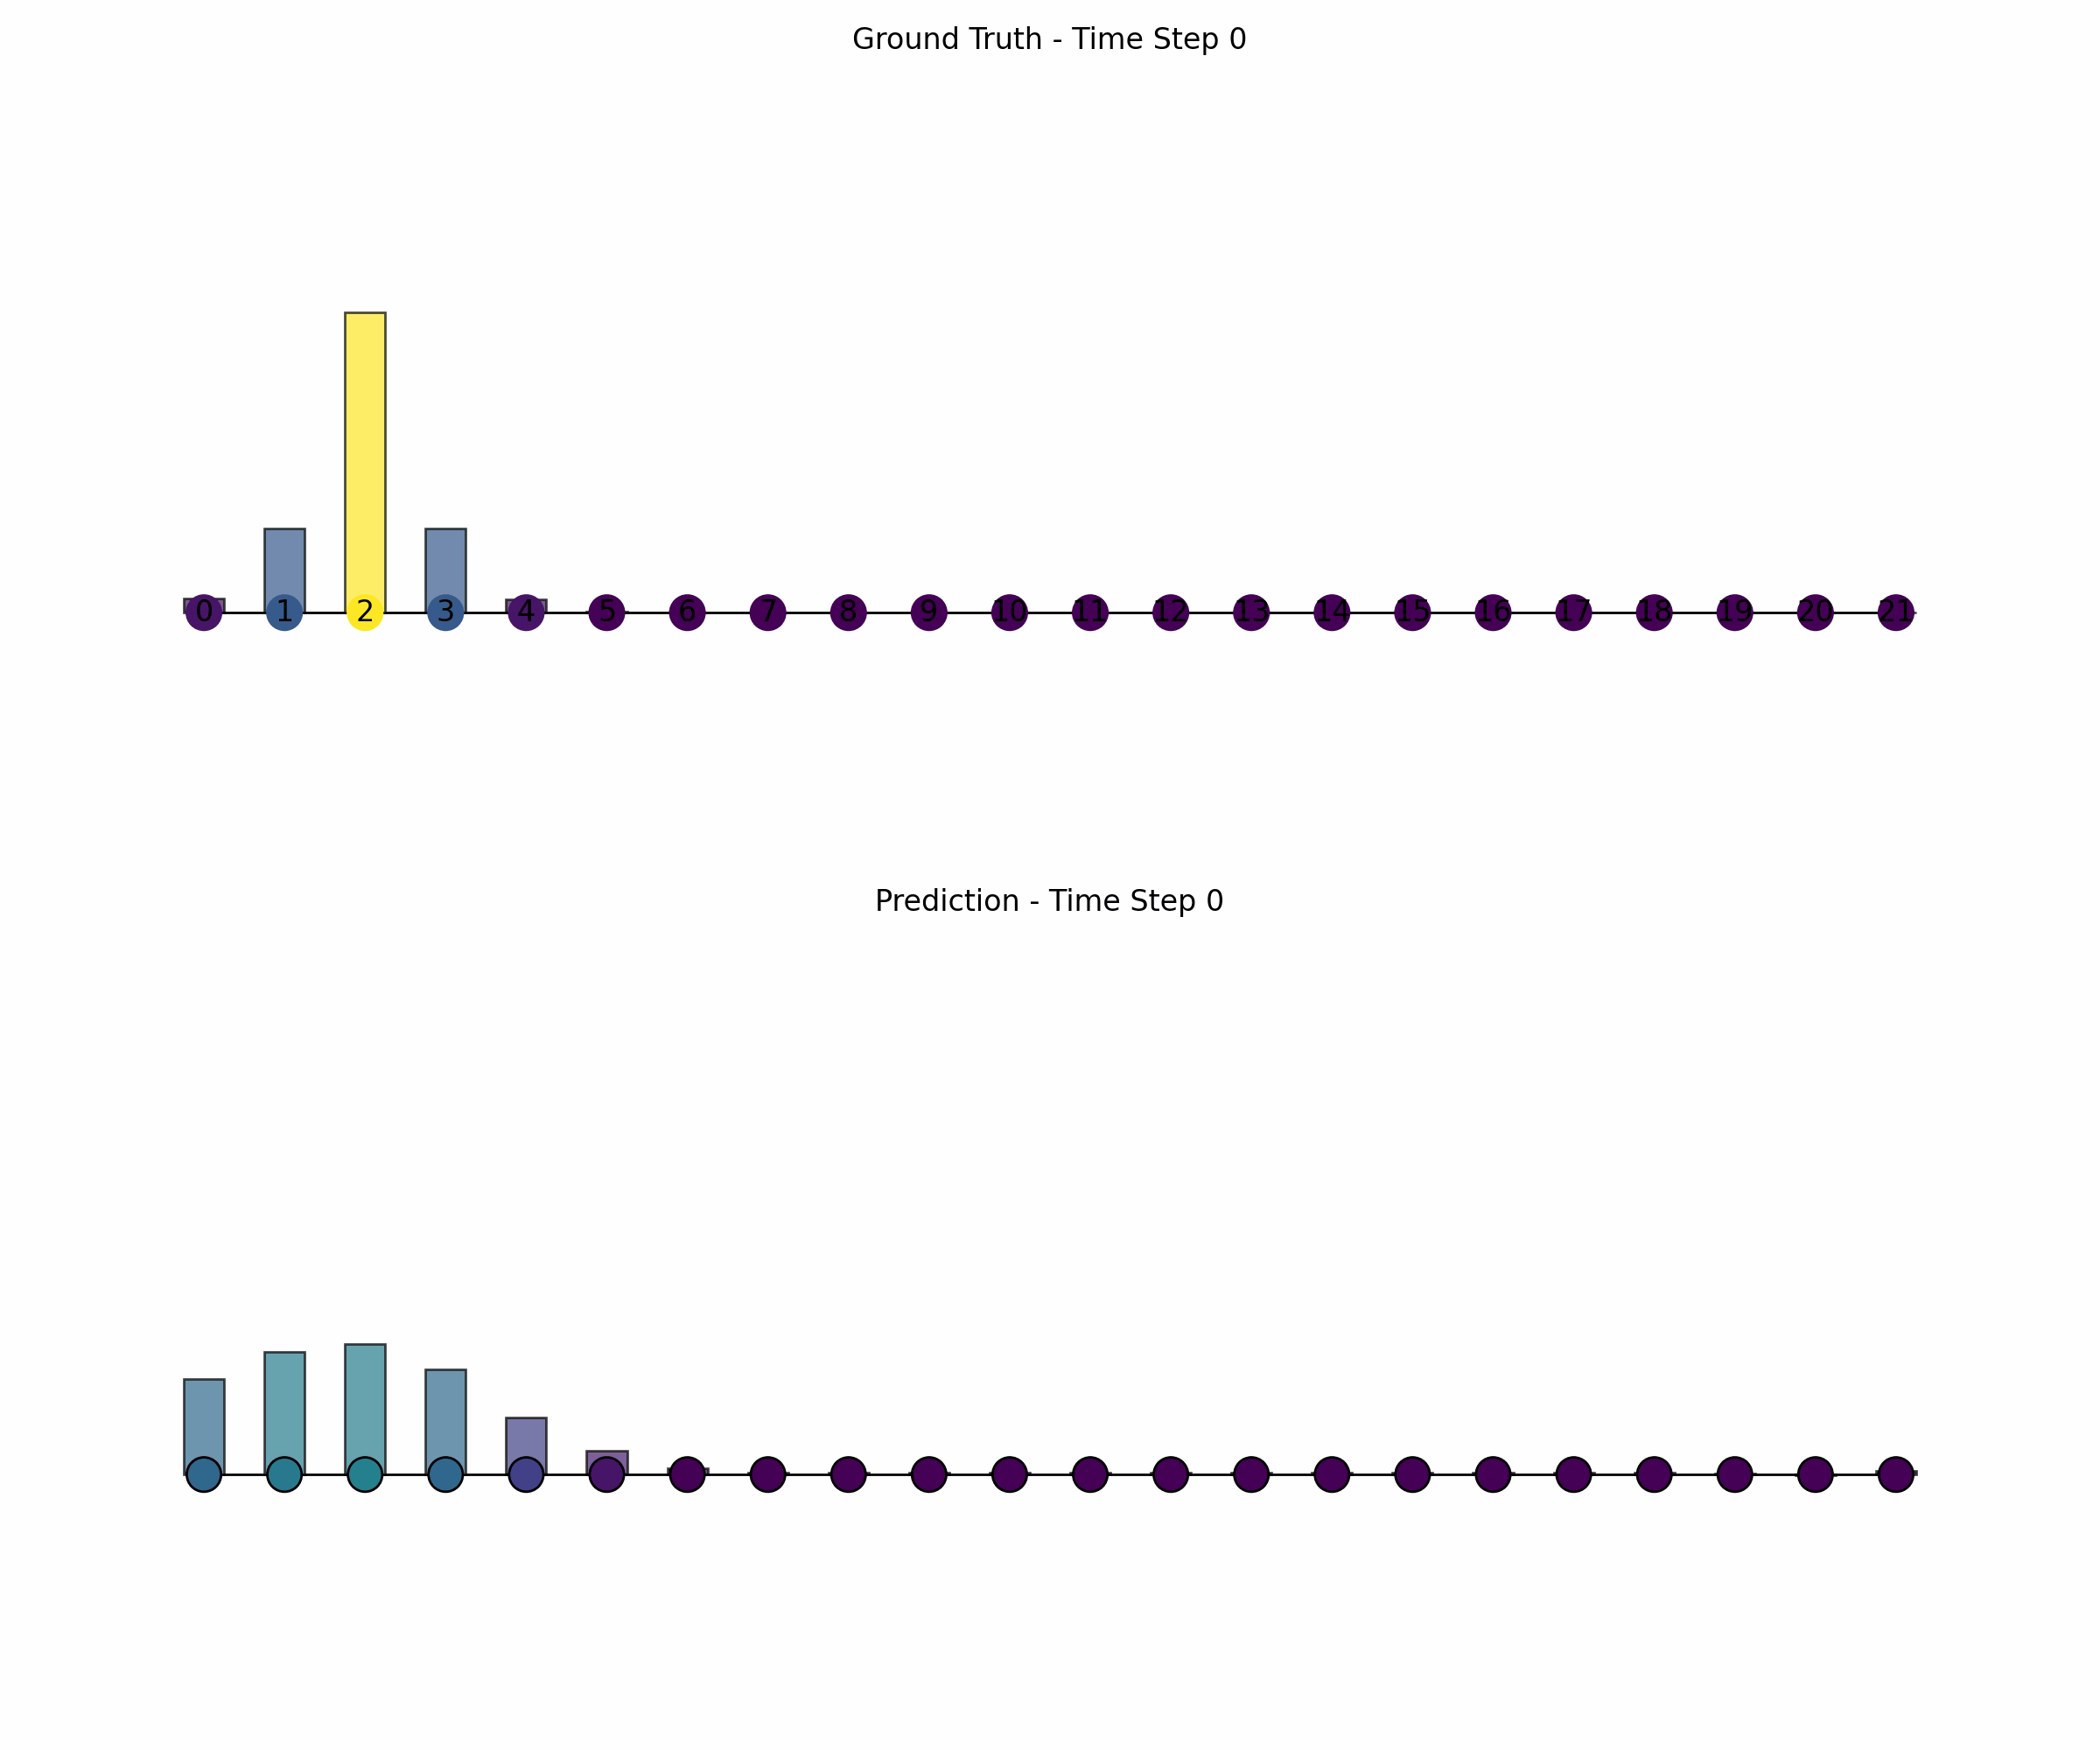 Ground Truth - Time Step 0
0 1 2 3 4 5 6 7 8 9 10 11 12 13 14 15 16 17 18 19 20 21
Prediction - Time Step 0